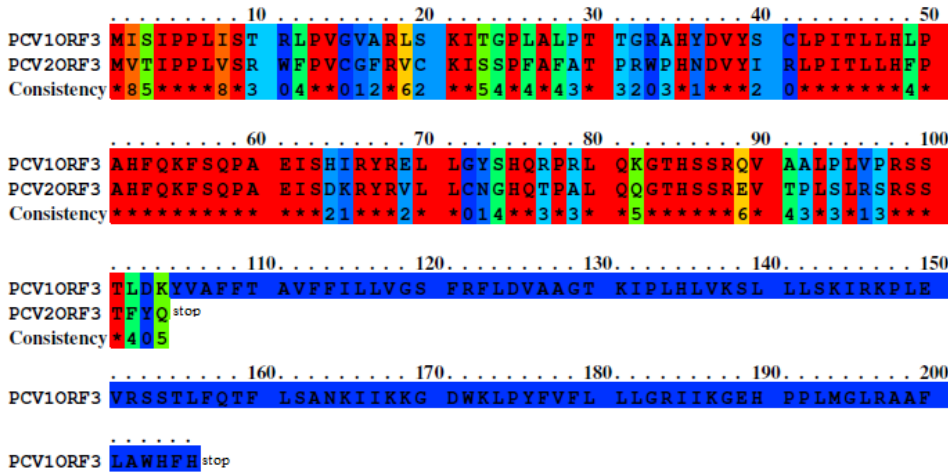 . . . . . . . . . 10 . . . . . . . . . 20 . . . . . . . . . 30 . . . . . . . . . 40 . . . . . . . . . 50
PCV1ORF3 MISIPPLIST RLPVGVARLS KITGPLALPT TGRAHYDVYS CLPITLLHLP
PCV2ORF3 MVTIPPLVSR WFPVCGFRVC KISSPFAFAT PRWPHNDVYI RLPITLLHFP
Consistency *85****8*3 04**012*62 **54*4*43* 3203*1***2 0*******4*
. . . . . . . . . 60 . . . . . . . . . 70 . . . . . . . . . 80 . . . . . . . . . 90 . . . . . . . . . 100
PCV1ORF3 AHFQKFSQPA EISHIRYREL LGYSHQRPRL QKGTHSSRQV AALPLVPRSS
PCV2ORF3 AHFQKFSQPA EISDKRYRVL LCNGHQTPAL QQGTHSSREV TPLSLRSRSS
Consistency ********** ***21***2* *014**3*3* *5******6* 43*3*13***
. . . . . . . . . 110 . . . . . . . . . 120 . . . . . . . . . 130 . . . . . . . . . 140 . . . . . . . . . 150
PCV1ORF3 TLDKYVAFFT AVFFILLVGS FRFLDVAAGT KIPLHLVKSL LLSKIRKPLE
PCV2ORF3 TFYQ stop
Consistency *405
. . . . . . . . . 160 . . . . . . . . . 170 . . . . . . . . . 180 . . . . . . . . . 190 . . . . . . . . . 200
PCV1ORF3 VRSSTLFQTF LSANKIIKKG DWKLPYFVFL LLGRIIKGEH PPLMGLRAAF
. . . . . .
PCV1ORF3 LAWHFH stop